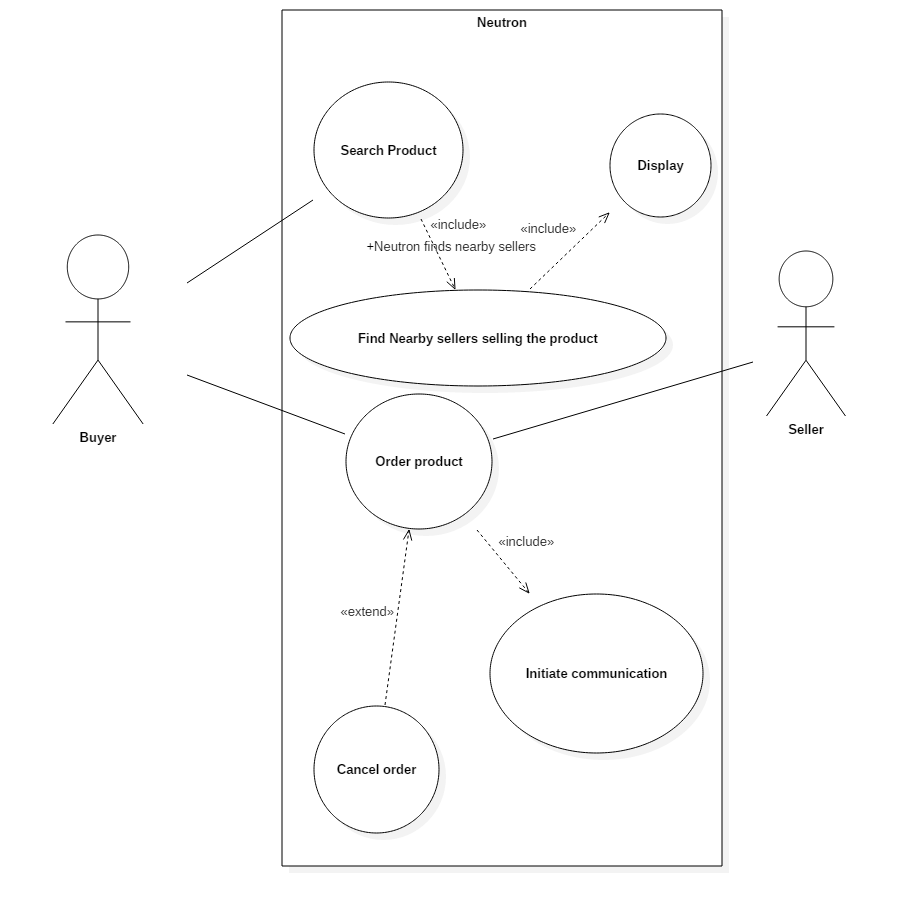 Neutron
Search Product
Display
«include»
«include»
+Neutron finds nearby sellers
Find Nearby sellers selling the product
Buyer
Seller
Order product
«include»
«extend»
Initiate communication
Cancel order